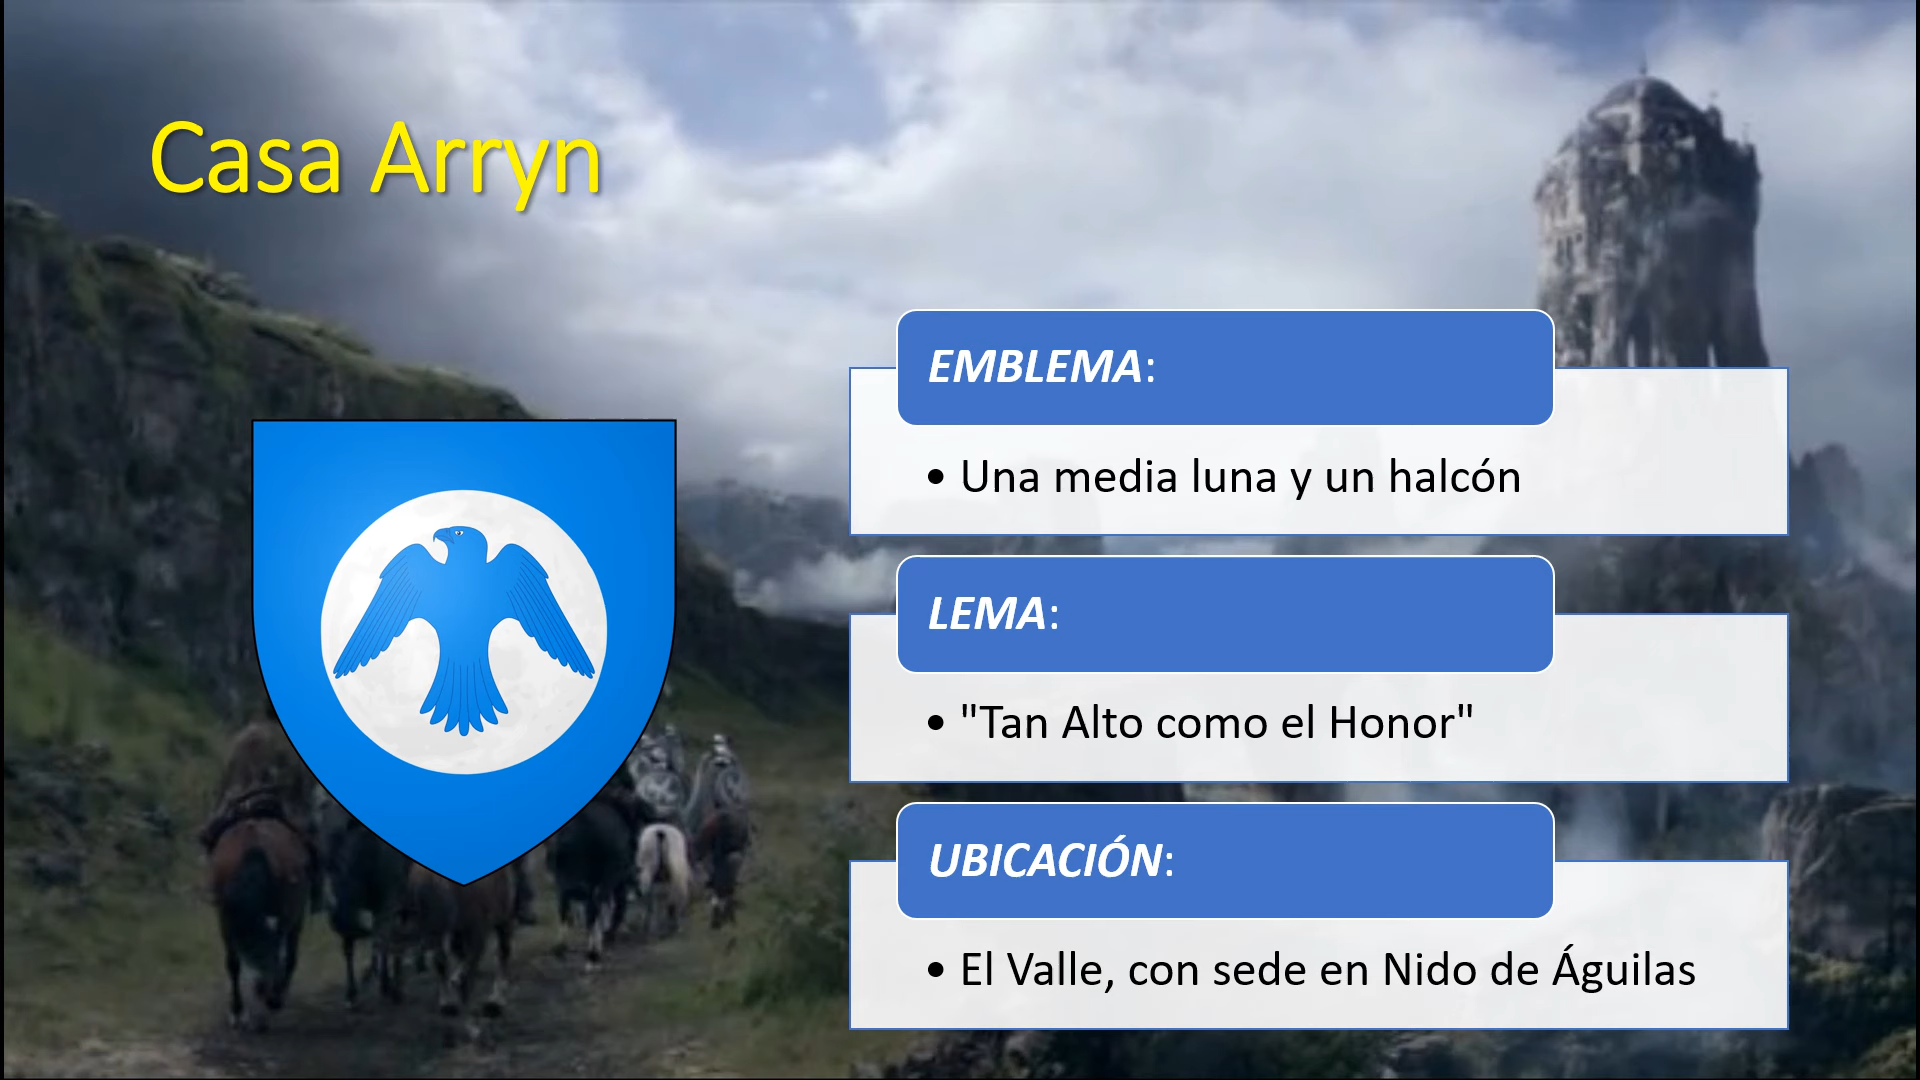 Casa Arryn
EMBLEMA:
• Una media luna y un halcón
LEMA:
• "Tan Alto como el Honor"
UBICACIÓN:
• El Valle, con sede en Nido de Águilas